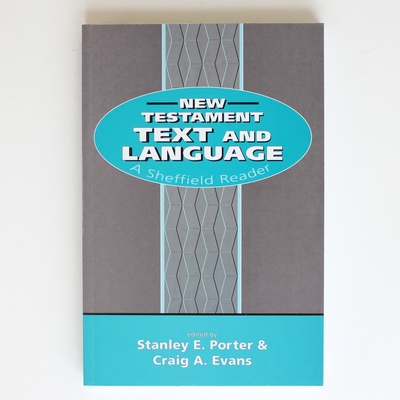 NEW
TESTAMENT
TEXT AND
LANGUAGE
A Sheffield Reader
edited by
Stanley E. Porter &
Craig A. Evans